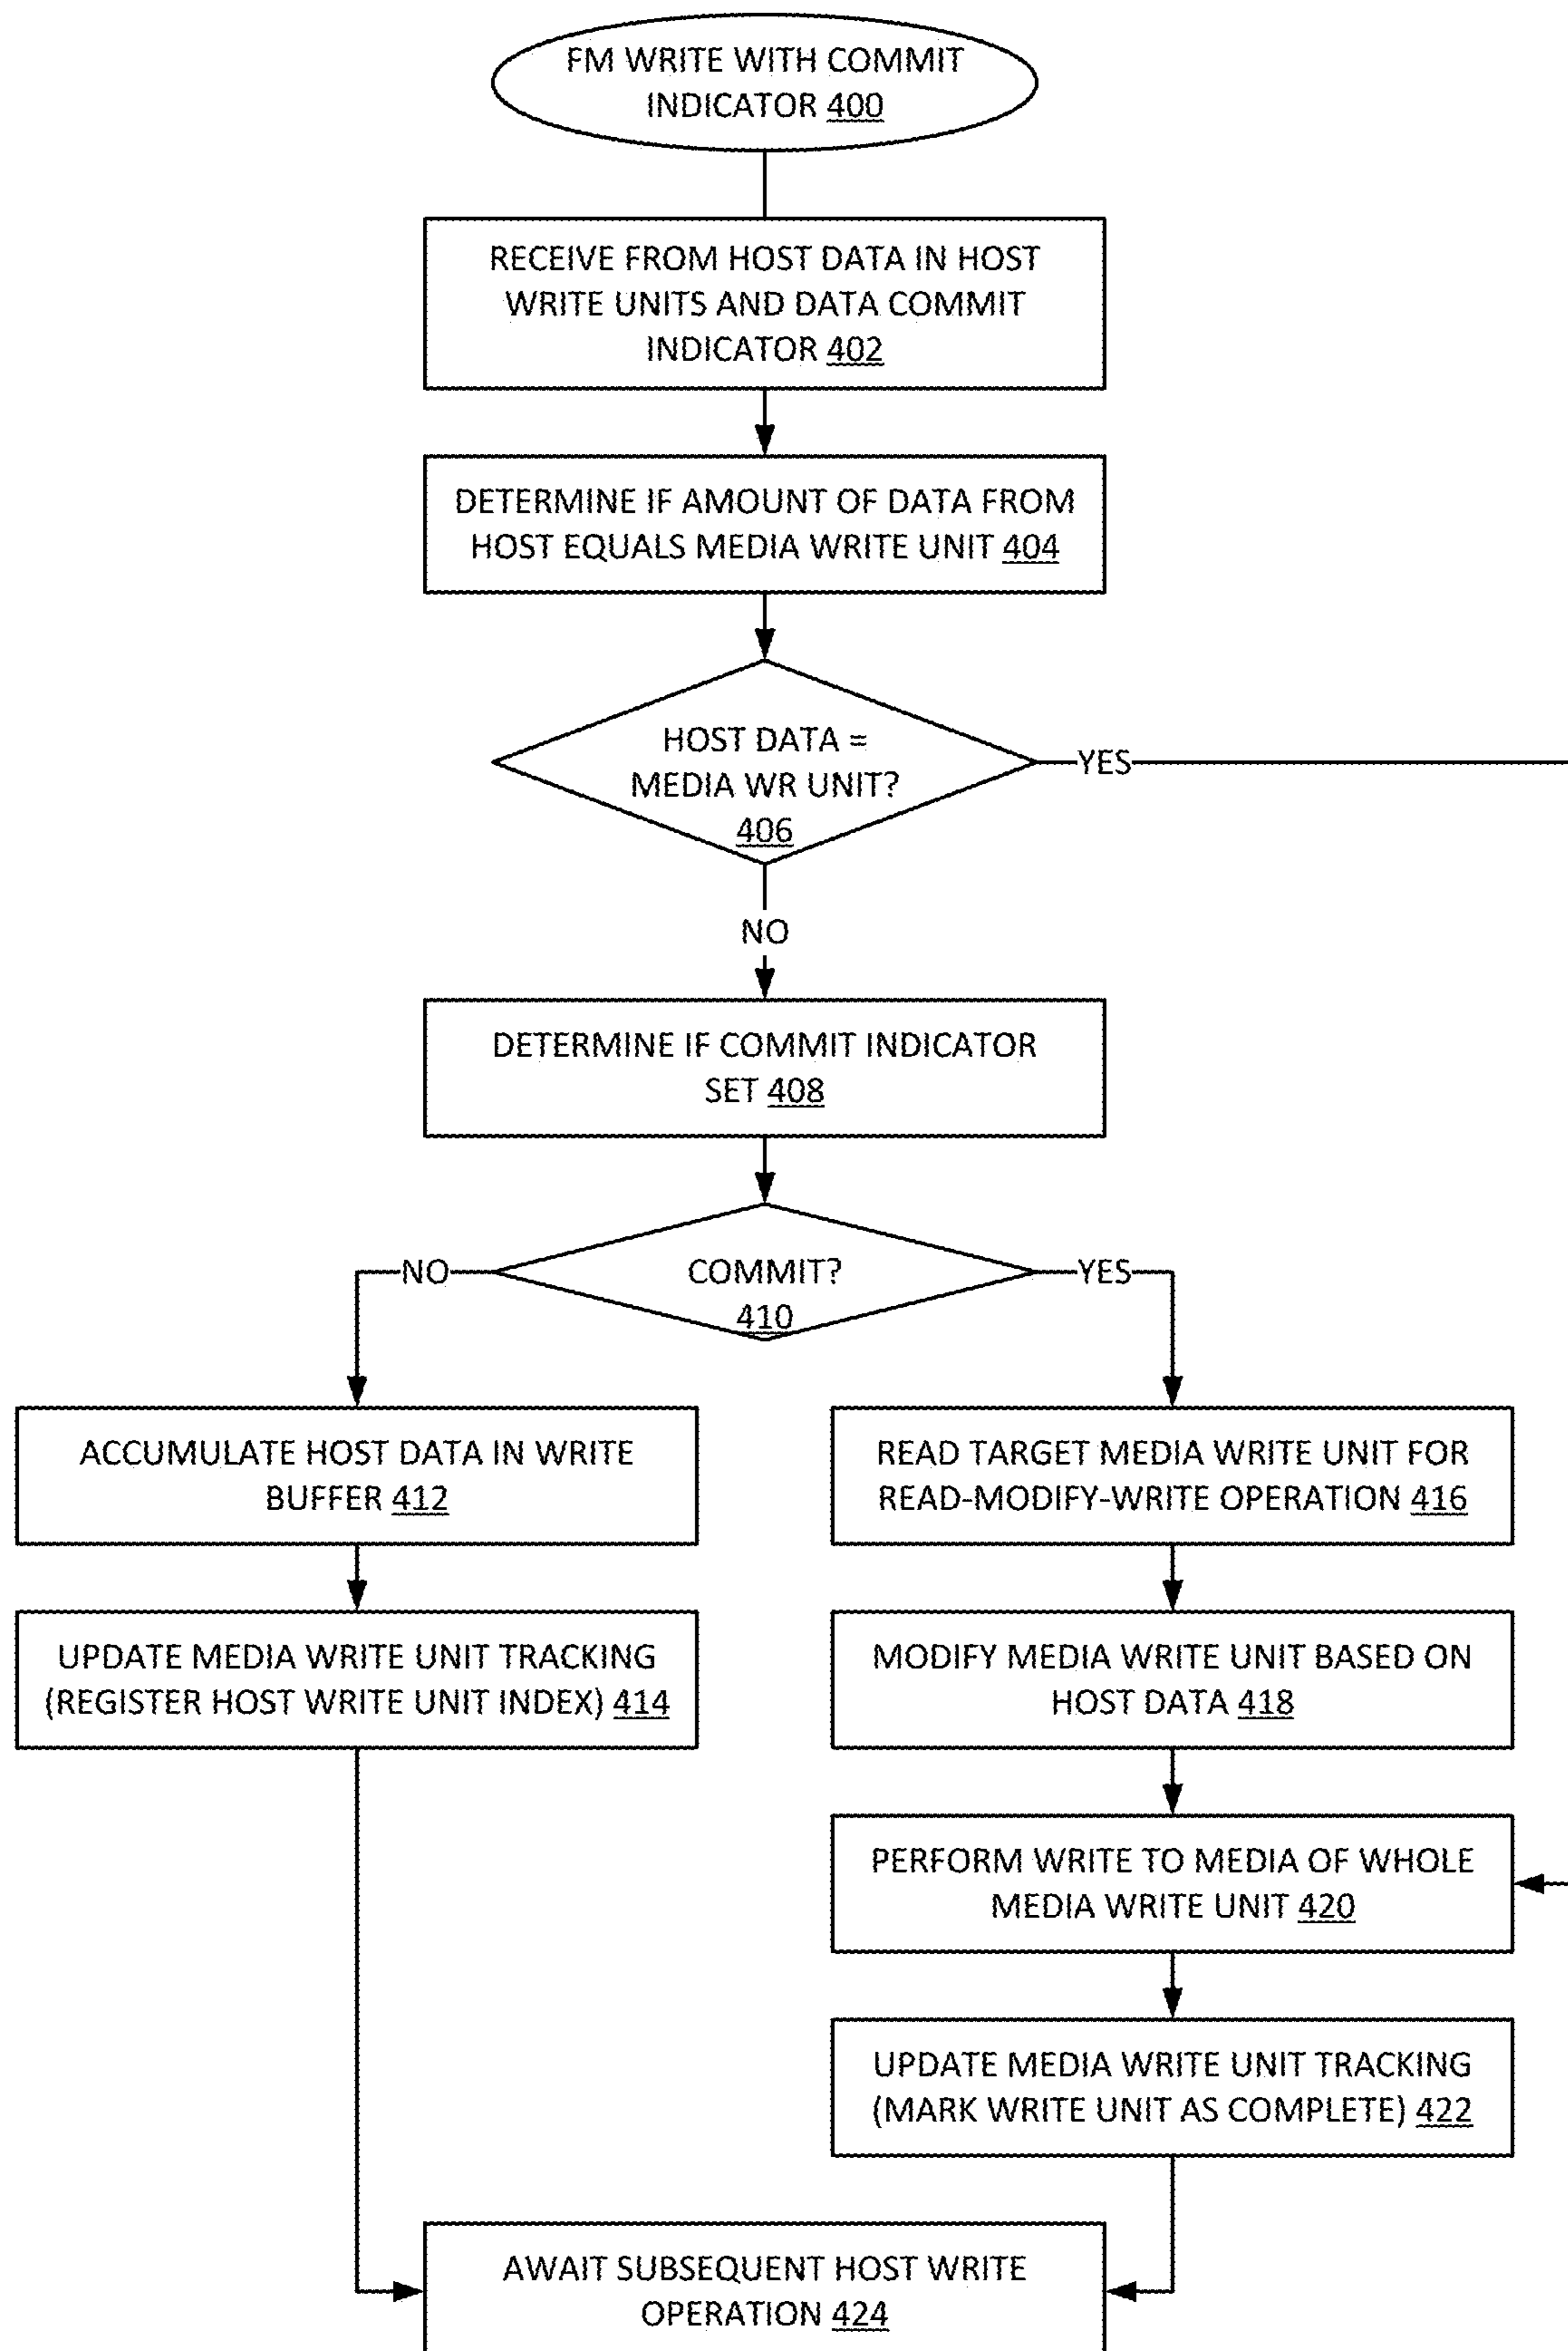 FM WRITE WITH COMMIT
INDICATOR 400
RECEIVE FROM HOST DATA IN HOST
WRITE UNITS AND DATA COMMIT
INDICATOR 402
DETERMINE IF AMOUNT OF DATA FROM
HOST EQUALS MEDIA WRITE UNIT 404
HOST DATA =
MEDIA WR UNIT?
406
YES
NO
DETERMINE IF COMMIT INDICATOR
SET 408
COMMIT?
410
NO
YES
ACCUMULATE HOST DATA IN WRITE
BUFFER 412
UPDATE MEDIA WRITE UNIT TRACKING
(REGISTER HOST WRITE UNIT INDEX) 414
READ TARGET MEDIA WRITE UNIT FOR
READ-MODIFY-WRITE OPERATION 416
MODIFY MEDIA WRITE UNIT BASED ON
HOST DATA 418
PERFORM WRITE TO MEDIA OF WHOLE
MEDIA WRITE UNIT 420
UPDATE MEDIA WRITE UNIT TRACKING
(MARK WRITE UNIT AS COMPLETE) 422
AWAIT SUBSEQUENT HOST WRITE
OPERATION 424